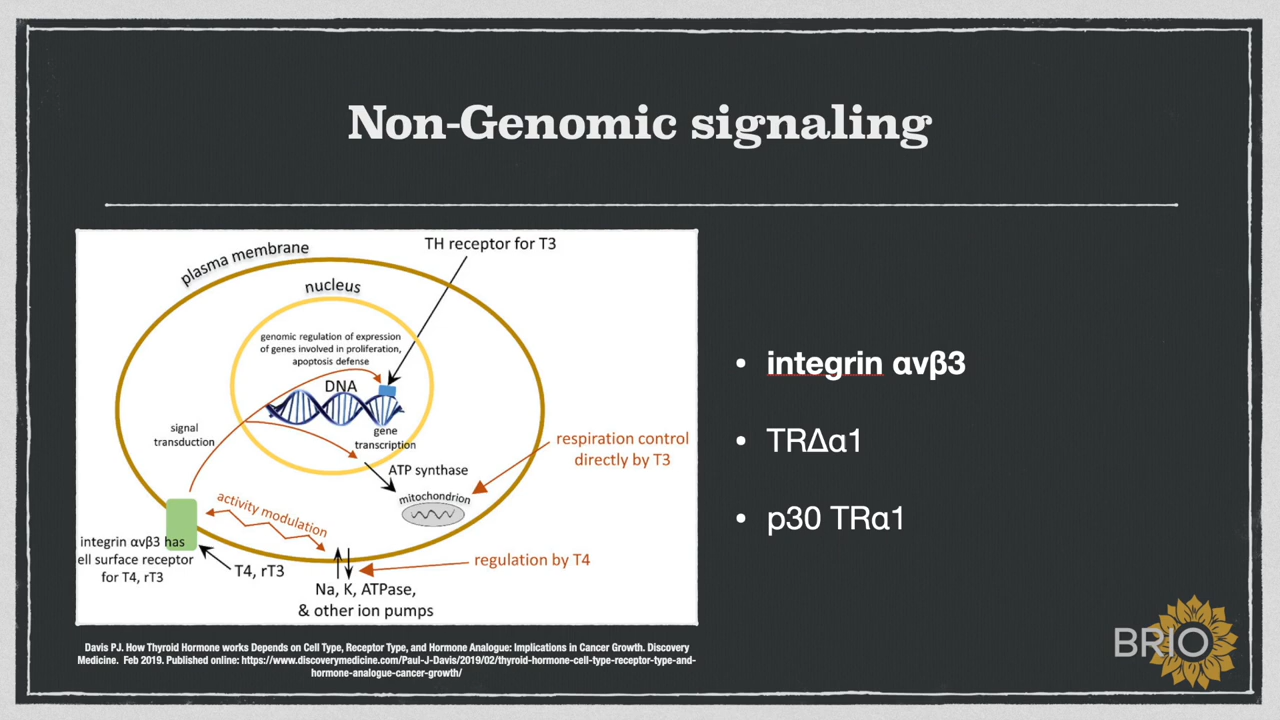 Non-Genomic signaling
plasma membrane
TH receptor for T3
nucleus
genomic regulation of expression
of genes involved in proliferation,
apoptosis defense
DNA
gene
transcription
signal
transduction
ATP synthase
mitochondrion
respiration control
directly by T3
activity modulation
integrin αvβ3 has
ell surface receptor
for T4, rT3
T4, rT3
regulation by T4
Na, K, ATPase,
& other ion pumps
Davis PJ. How Thyroid Hormone works Depends on Cell Type, Receptor Type, and Hormone Analogue: Implications in Cancer Growth. Discovery
Medicine. Feb 2019. Published online: https://www.discoverymedicine.com/Paul-J-Davis/2019/02/thyroid-hormone-cell-type-receptor-type-and-
hormone-analogue-cancer-growth/
• integrin αvβ3
• TRΔα1
• p30 TRα1
BRIO